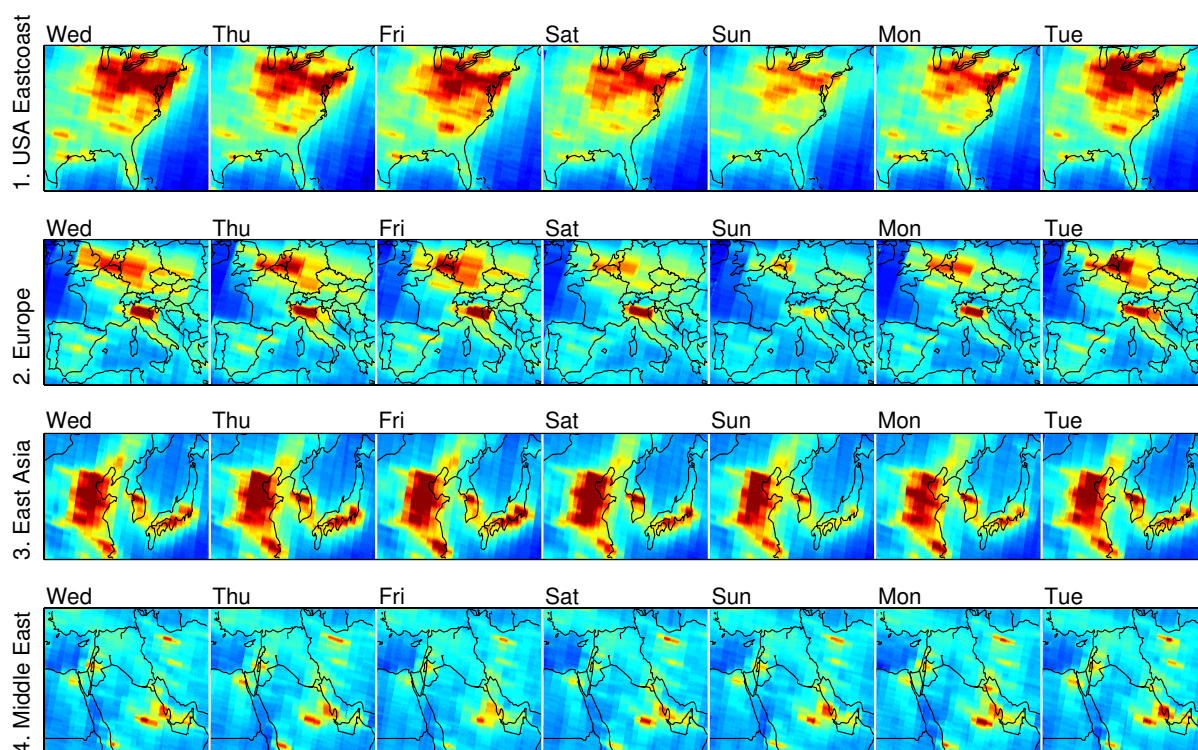 Wed Thu Fri Sat Sun Mon Tue
1. USA Eastcoast
Wed Thu Fri Sat Sun Mon Tue
2. Europe
Wed Thu Fri Sat Sun Mon Tue
3. East Asia
Wed Thu Fri Sat Sun Mon Tue
4. Middle East